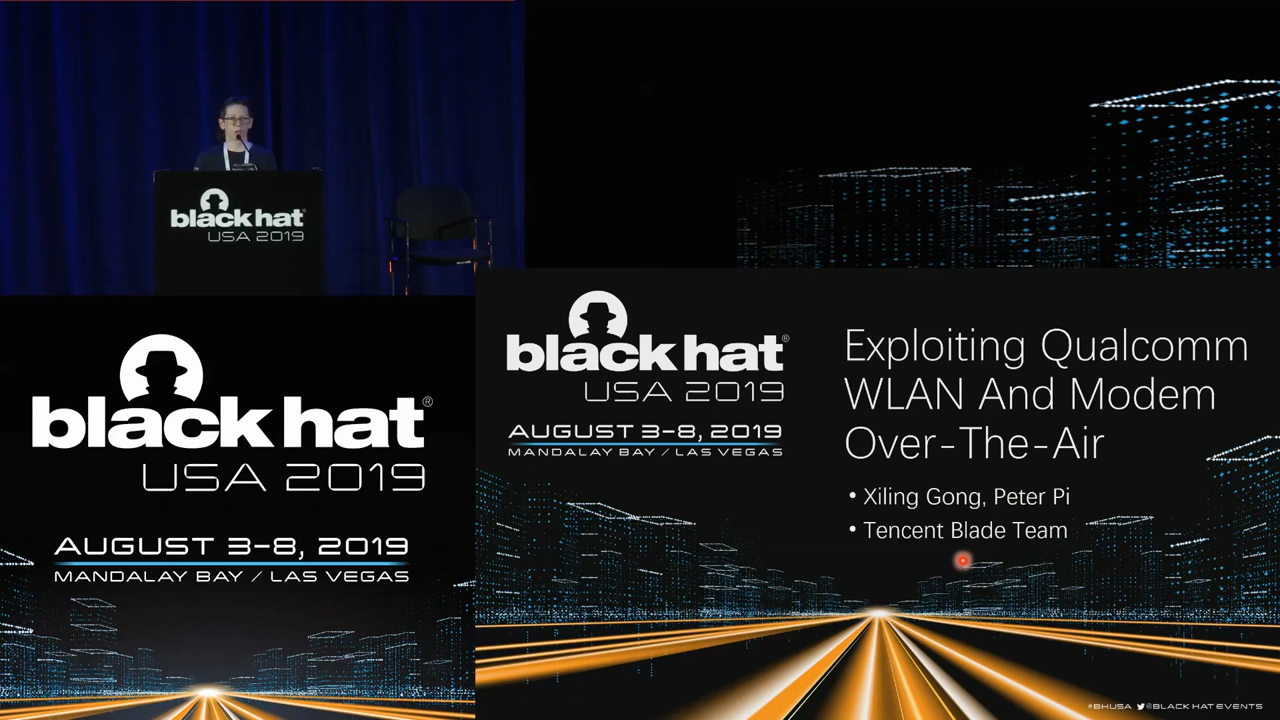 black hat®
USA 2019
black hat®
USA 2019
AUGUST 3-8, 2019
MANDALAY BAY / LAS VEGAS
black hat®
USA 2019
AUGUST 3-8, 2019
MANDALAY BAY / LAS VEGAS
Exploiting Qualcomm
WLAN And Modem
Over-The-Air
• Xiling Gong, Peter Pi
• Tencent Blade Team
#BHUSA @BLACK HAT EVENTS